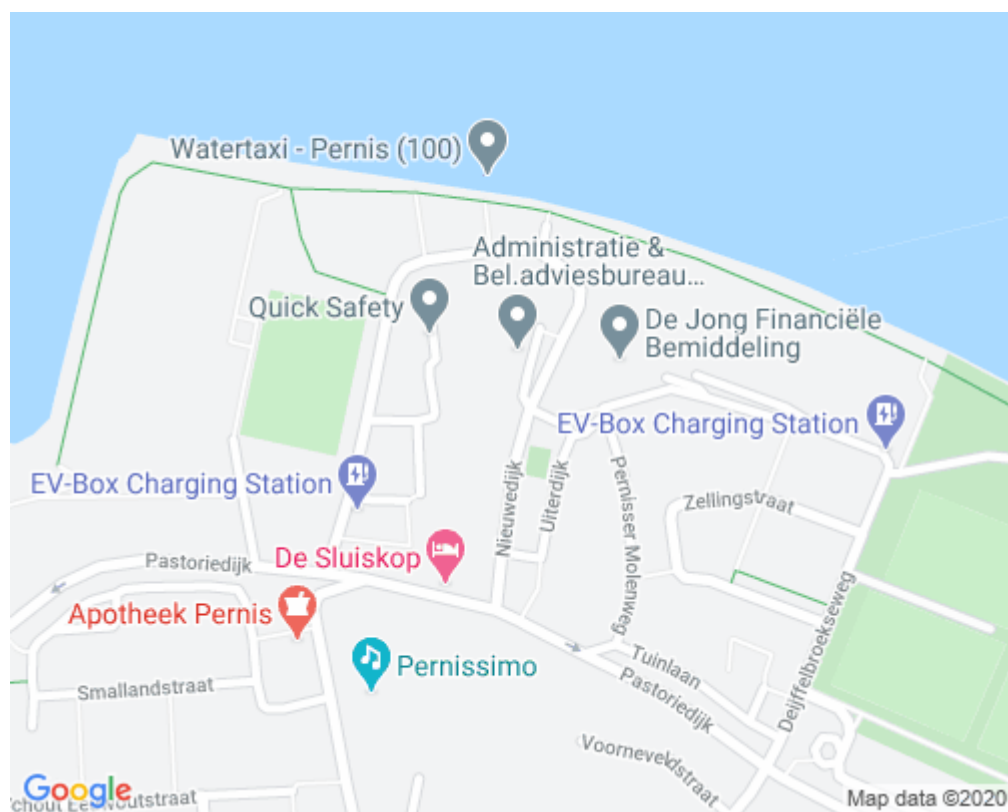 Watertaxi - Pernis (100)
Administratie &
Bel.adviesbureau...
Quick Safety
De Jong Financiële
Bemiddeling
EV-Box Charging Station
EV-Box Charging Station
Nieuwedijk
Uiterdijk
Pernisser Molenweg
Zellingstraat
Pastoriedijk
De Sluiskop
Apotheek Pernis
Deijffelbroekseweg
Pernissimo
Tuinlaan
Smallandstraat
Pastoriedijk
Voorneveldstraat
Google
Map data ©2020